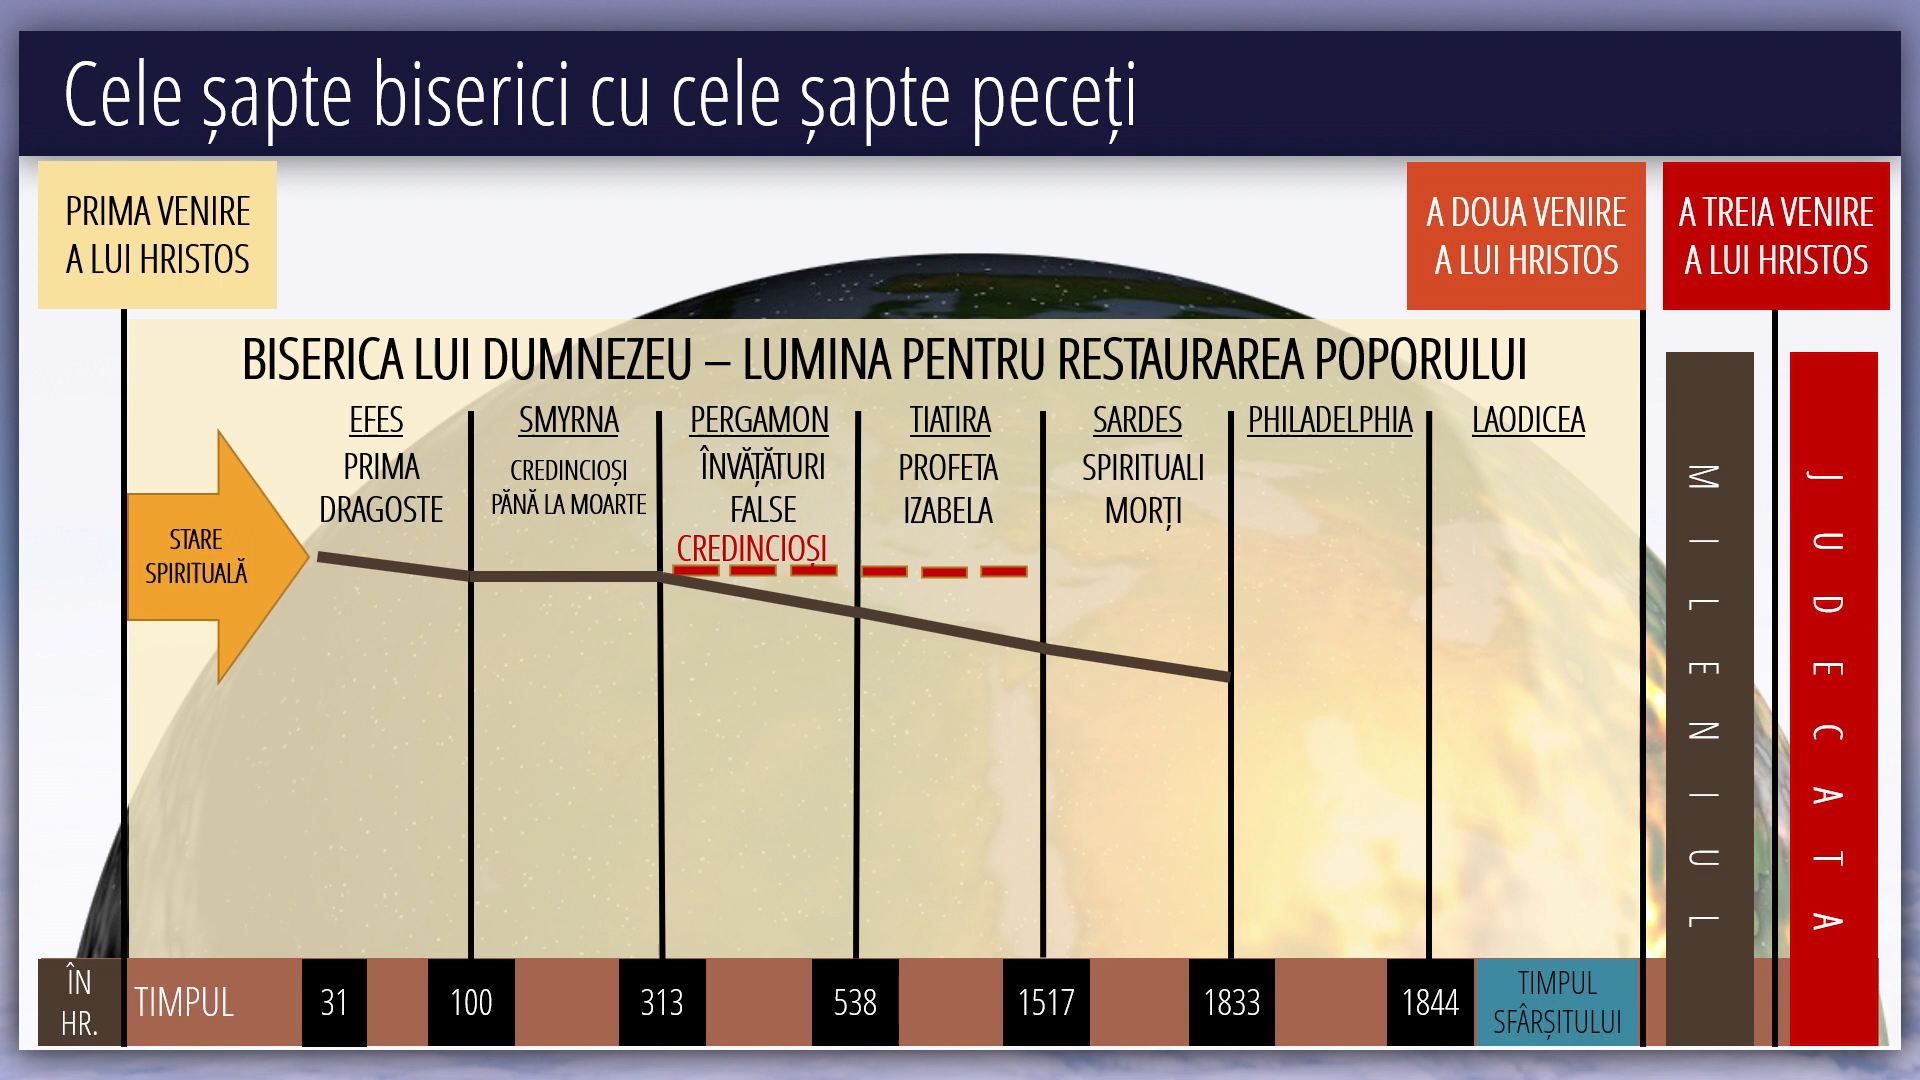 Cele șapte biserici cu cele șapte peceți
PRIMA VENIRE
A LUI HRISTOS
A DOUA VENIRE
A LUI HRISTOS
A TREIA VENIRE
A LUI HRISTOS
BISERICA LUI DUMNEZEU – LUMINA PENTRU RESTAURAREA POPORULUI
EFES
PRIMA
DRAGOSTE
SMYRNA
CREDINCIOȘI
PĂNĂ LA MOARTE
PERGAMON
ÎNVĂȚĂTURI
FALSE
CREDINCIOȘI
TIATIRA
PROFETA
IZABELA
SARDES
SPIRITUALI
MORȚI
PHILADELPHIA
LAODICEA
STARE
SPIRITUALĂ
MILENIUL
JUDECATA
ÎN
HR.
TIMPUL
31
100
313
538
1517
1833
1844
TIMPUL
SFÂRȘITULUI